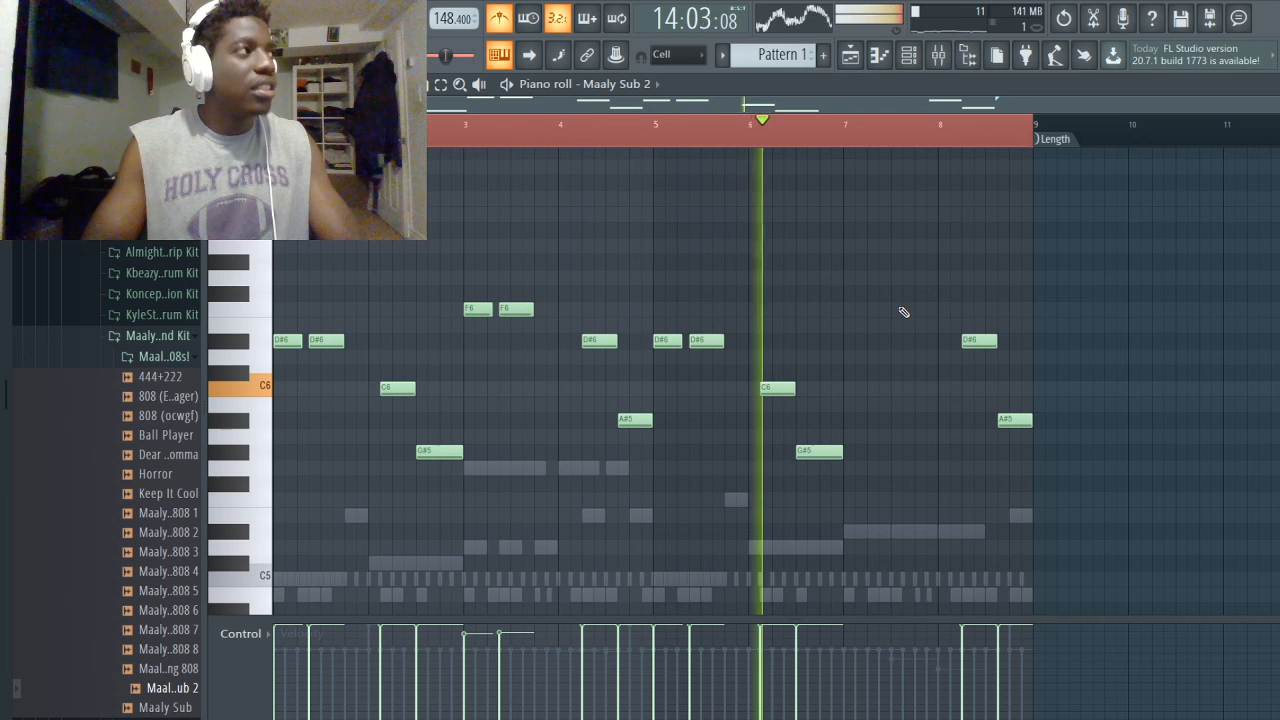 148.400
3.2:
14:03:08
B:S:T
11
141 MB
1
Cell
Pattern 1
+
Today FL Studio version
20.7.1 build 1773 is available!
Piano roll - Maaly Sub 2
3 4 5 6 7 8 9 10 11
Length
HOLY CROSS
Almight..rip Kit
Kbeazy..rum Kit
Koncep..ion Kit
KyleSt..rum Kit
Maaly..nd Kit
Maal..08s!
444+222
808 (E..ager)
808 (ocwgf)
Ball Player
Dear ..omma
Horror
Keep It Cool
Maaly..808 1
Maaly..808 2
Maaly..808 3
Maaly..808 4
Maaly..808 5
Maaly..808 6
Maaly..808 7
Maaly..808 8
Maal..ng 808
Maal..ub 2
Maaly Sub
F6 F6
D#6 D#6 D#6 D#6 D#6 D#6
C6 C6 C6
A#5 A#5
G#5 G#5
C5
Control
Velocity